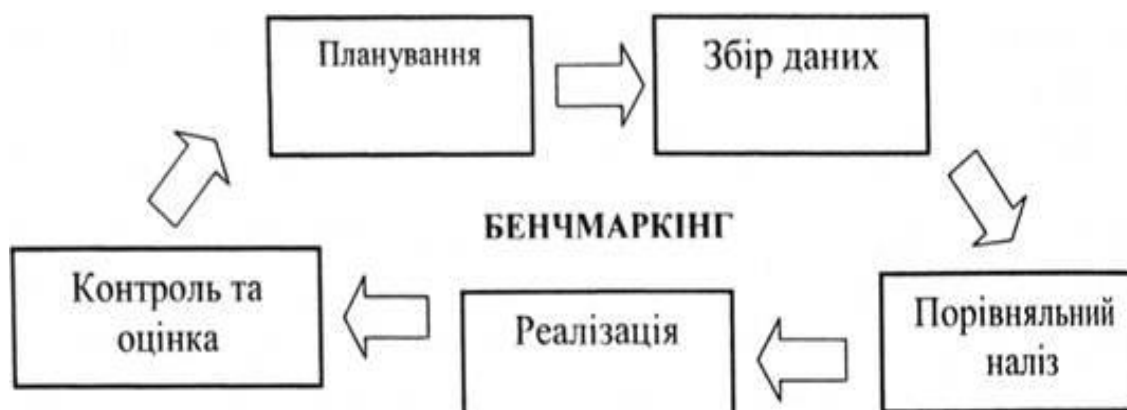 Планування
Збір даних
БЕНЧМАРКІНГ
Контроль та
оцінка
Реалізація
Порівняльний
наліз